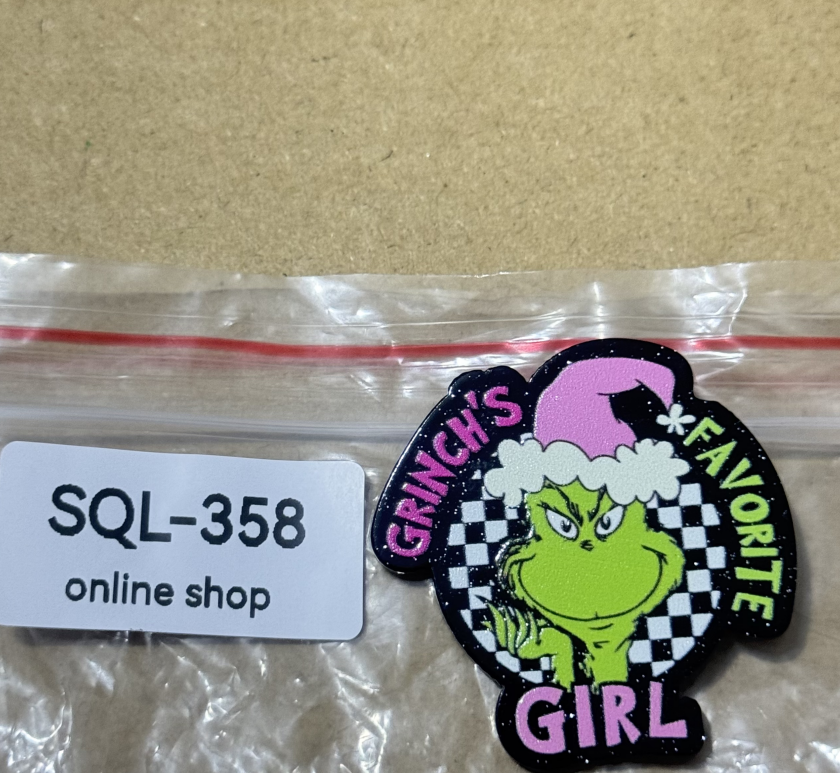 SQL-358
online shop
GRINCH'S
FAVORITE
GIRL